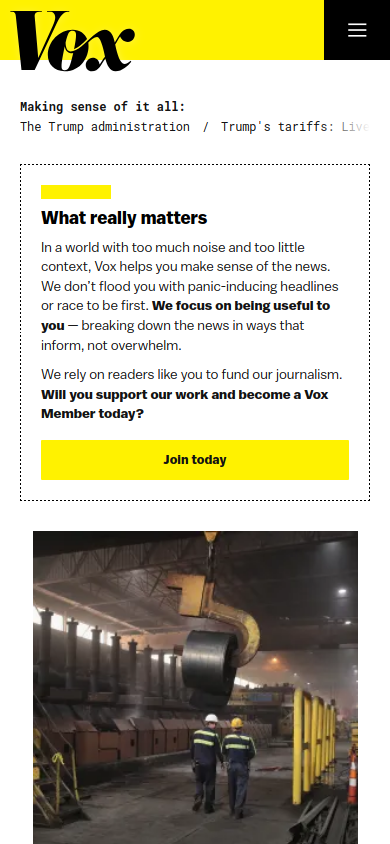 Vox
Making sense of it all:
The Trump administration / Trump's tariffs: Live
What really matters
In a world with too much noise and too little
context, Vox helps you make sense of the news.
We don't flood you with panic-inducing headlines
or race to be first. We focus on being useful to
you — breaking down the news in ways that
inform, not overwhelm.
We rely on readers like you to fund our journalism.
Will you support our work and become a Vox
Member today?
Join today